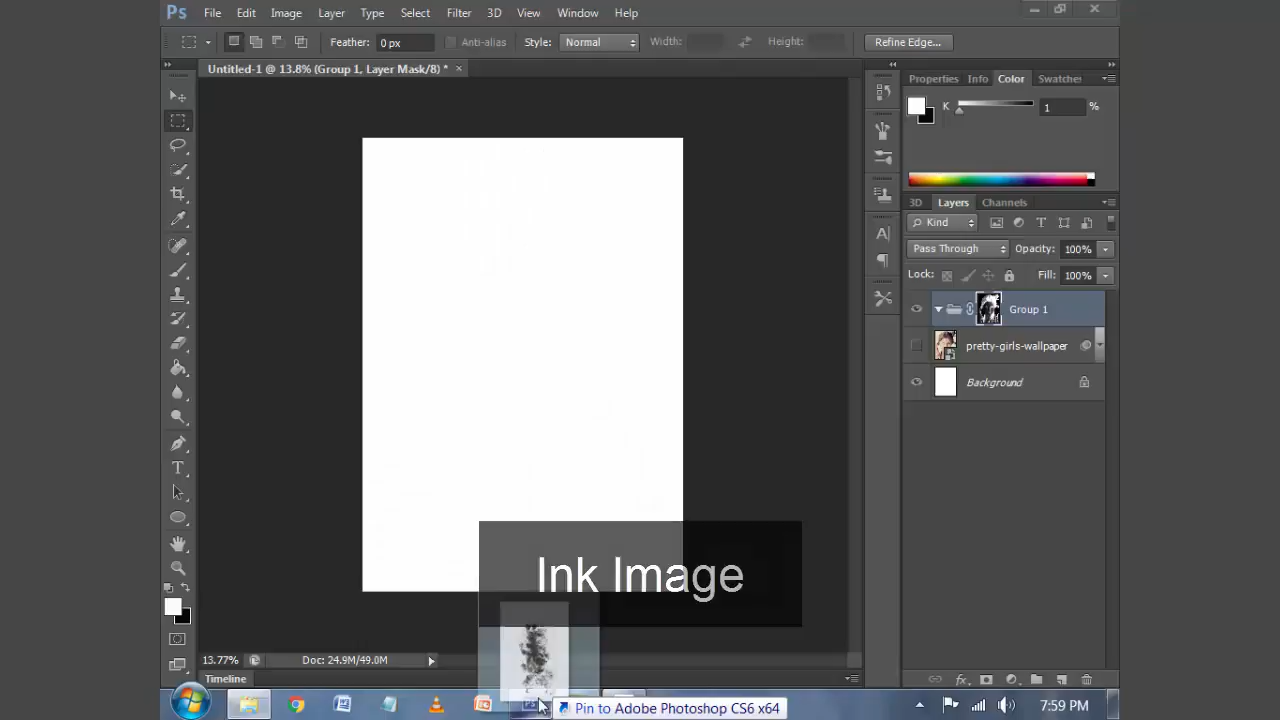 Ps File Edit Image Layer Type Select Filter 3D View Window Help
Feather: 0 px Anti-alias Style: Normal Width: Height: Refine Edge...
Untitled-1 @ 13.8% (Group 1, Layer Mask/8) * ×
Properties Info Color Swatches
K 1 %
3D Layers Channels
Kind
Pass Through Opacity: 100%
Lock: Fill: 100%
Group 1
pretty-girls-wallpaper
Background
Ink Image
13.77% Doc: 24.9M/49.0M
Timeline
Pin to Adobe Photoshop CS6 x64
7:59 PM